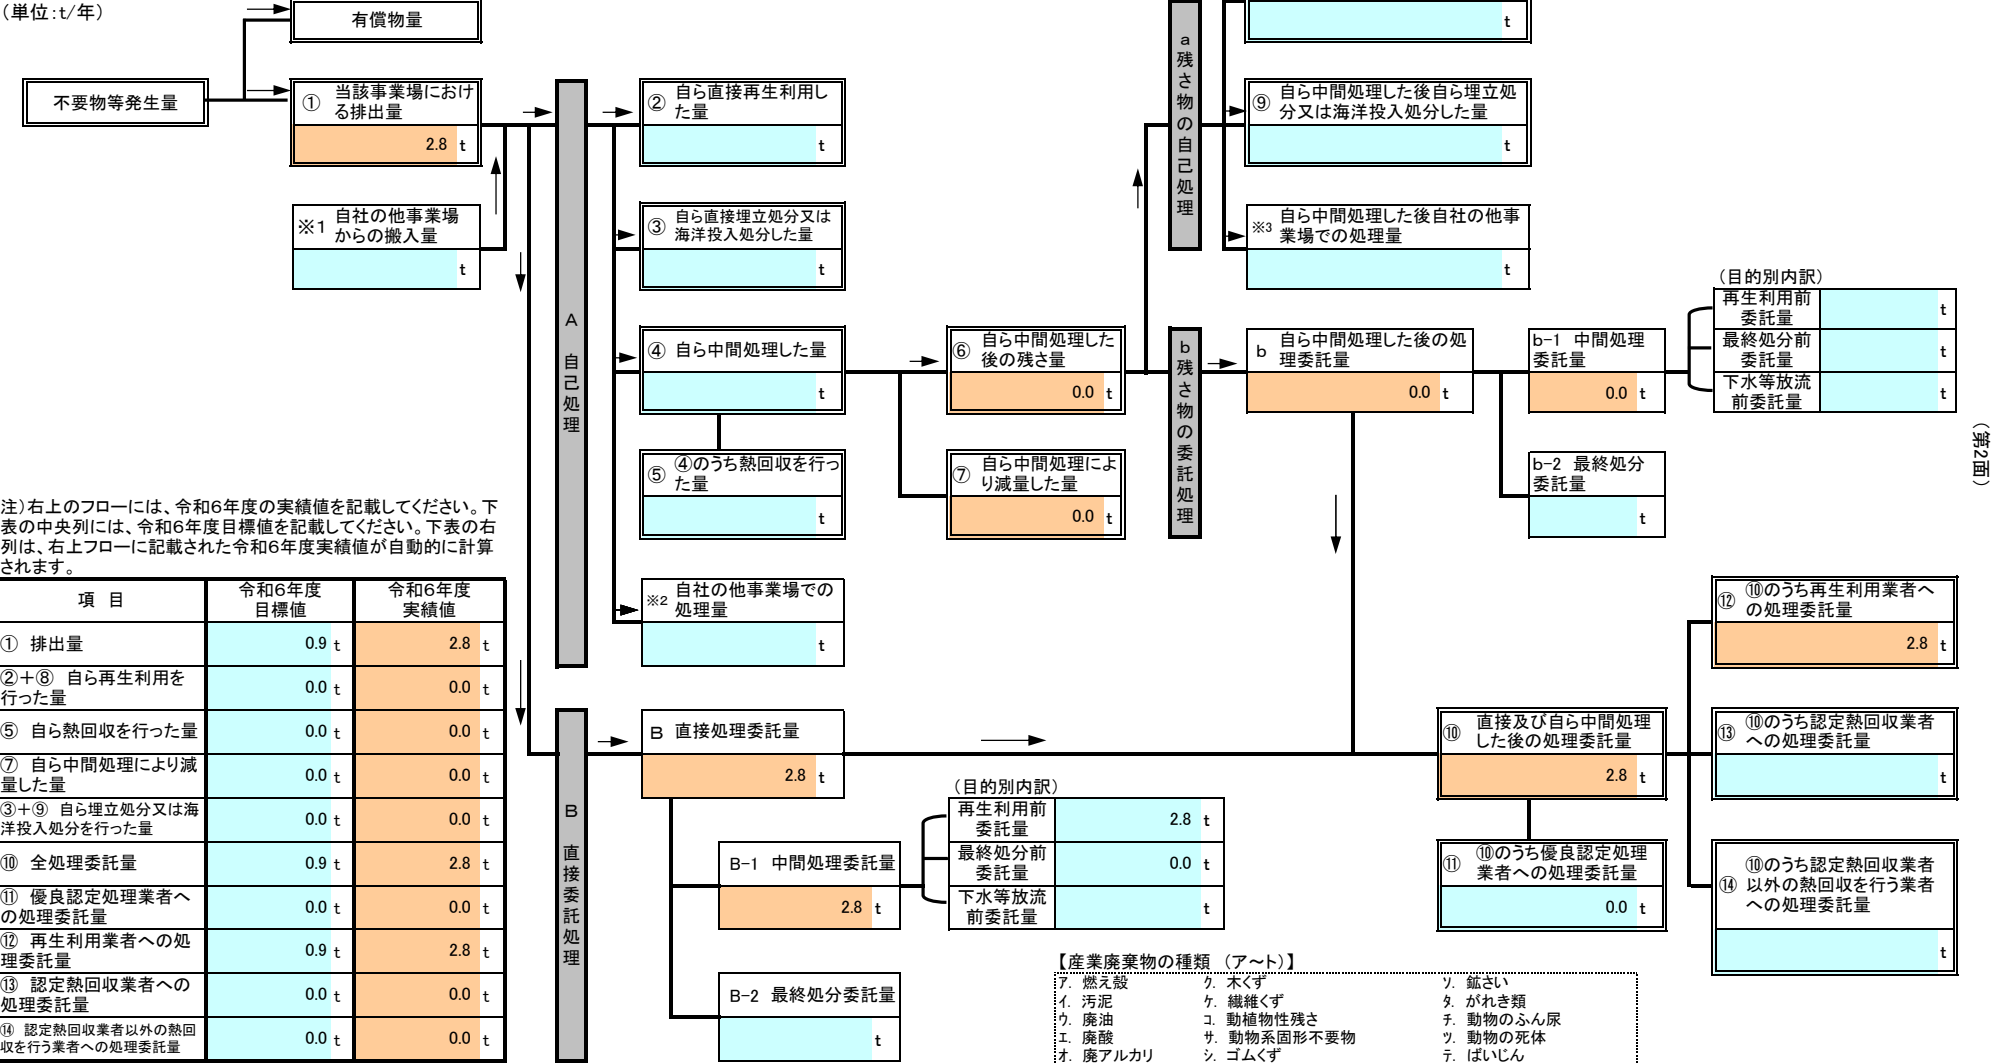 （単位:t/年）
有償物量
不要物等発生量
① 当該事業場におけ
る排出量
2.8 t
※1 自社の他事業場
からの搬入量
t
A 自己処理
② 自ら直接再生利用し
た量
t
③ 自ら直接埋立処分又は
海洋投入処分した量
t
④ 自ら中間処理した量
t
⑤ ④のうち熱回収を行っ
た量
t
※2 自社の他事業場での
処理量
t
⑥ 自ら中間処理した
後の残さ量
0.0 t
⑦ 自ら中間処理によ
り減量した量
0.0 t
a 残さ物の自己処理
t
⑨ 自ら中間処理した後自ら埋立処
分又は海洋投入処分した量
t
※3 自ら中間処理した後自社の他事
業場での処理量
t
b 残さ物の委託処理
b 自ら中間処理した後の処
理委託量
0.0 t
b-1 中間処理
委託量
0.0 t
b-2 最終処分
委託量
t
（目的別内訳）
再生利用前
委託量
t
最終処分前
委託量
t
下水等放流
前委託量
t
（第2面）
注）右上のフローには、令和6年度の実績値を記載してください。下
表の中央列には、令和6年度目標値を記載してください。下表の右
列は、右上フローに記載された令和6年度実績値が自動的に計算
されます。
項 目 令和6年度
目標値 令和6年度
実績値
① 排出量 0.9 t 2.8 t
②＋⑧ 自ら再生利用を
行った量 0.0 t 0.0 t
⑤ 自ら熱回収を行った量 0.0 t 0.0 t
⑦ 自ら中間処理により減
量した量 0.0 t 0.0 t
③＋⑨ 自ら埋立処分又は海
洋投入処分を行った量 0.0 t 0.0 t
⑩ 全処理委託量 0.9 t 2.8 t
⑪ 優良認定処理業者へ
の処理委託量 0.0 t 0.0 t
⑫ 再生利用業者への処
理委託量 0.9 t 2.8 t
⑬ 認定熱回収業者への
処理委託量 0.0 t 0.0 t
⑭ 認定熱回収業者以外の熱回
収を行う業者への処理委託量 0.0 t 0.0 t
B 直接委託処理
B 直接処理委託量
2.8 t
B-1 中間処理委託量
2.8 t
B-2 最終処分委託量
t
（目的別内訳）
再生利用前
委託量
2.8 t
最終処分前
委託量
0.0 t
下水等放流
前委託量
t
⑩ 直接及び自ら中間処理
した後の処理委託量
2.8 t
⑪ ⑩のうち優良認定処理
業者への処理委託量
0.0 t
⑫ ⑩のうち再生利用業者へ
の処理委託量
2.8 t
⑬ ⑩のうち認定熱回収業者
への処理委託量
t
⑭ ⑩のうち認定熱回収業者
以外の熱回収を行う業者
への処理委託量
t
【産業廃棄物の種類 （ア～ト）】
ア. 燃え殻 ク. 木くず ソ. 鉱さい
イ. 汚泥 ケ. 繊維くず タ. がれき類
ウ. 廃油 コ. 動植物性残さ チ. 動物のふん尿
エ. 廃酸 サ. 動物系固形不要物 ツ. 動物の死体
オ. 廃アルカリ シ. ゴムくず テ. ばいじん